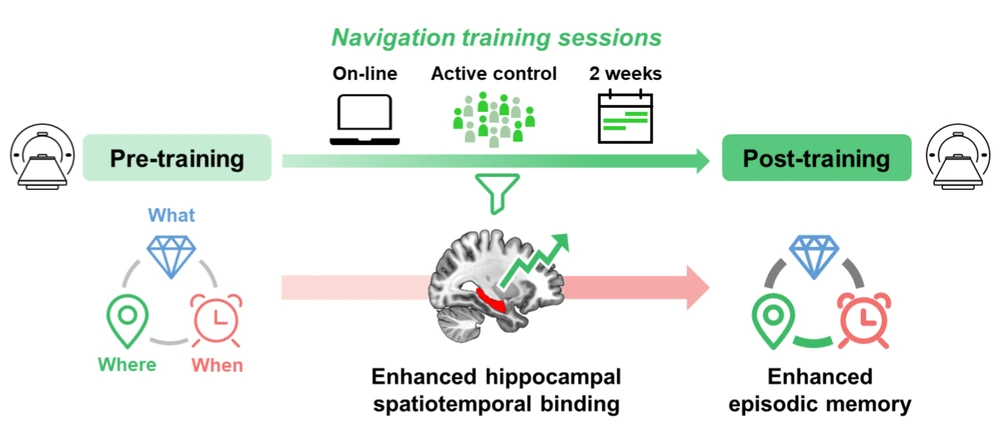 Navigation training sessions
On-line
Active control
2 weeks
Pre-training
Post-training
What
Where
When
Enhanced hippocampal
spatiotemporal binding
Enhanced
episodic memory